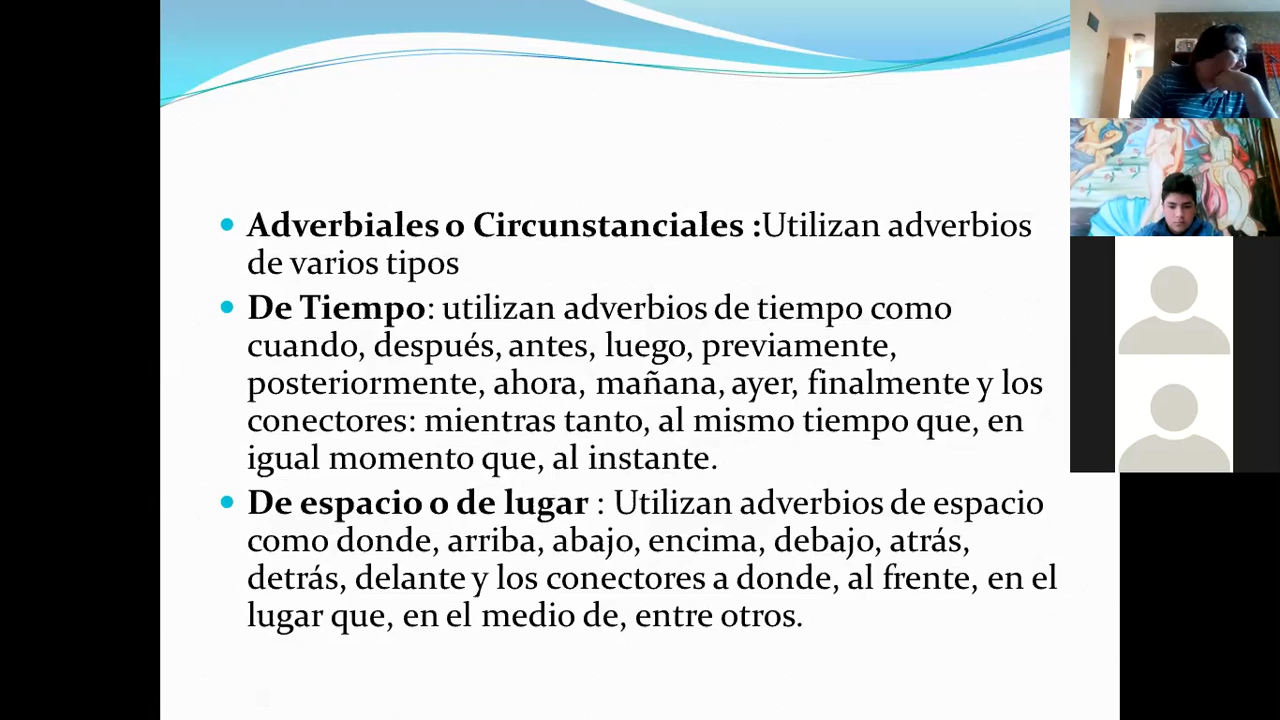 Adverbiales o Circunstanciales :Utilizan adverbios
de varios tipos
De Tiempo: utilizan adverbios de tiempo como
cuando, después, antes, luego, previamente,
posteriormente, ahora, mañana, ayer, finalmente y los
conectores: mientras tanto, al mismo tiempo que, en
igual momento que, al instante.
De espacio o de lugar : Utilizan adverbios de espacio
como donde, arriba, abajo, encima, debajo, atrás,
detrás, delante y los conectores a donde, al frente, en el
lugar que, en el medio de, entre otros.